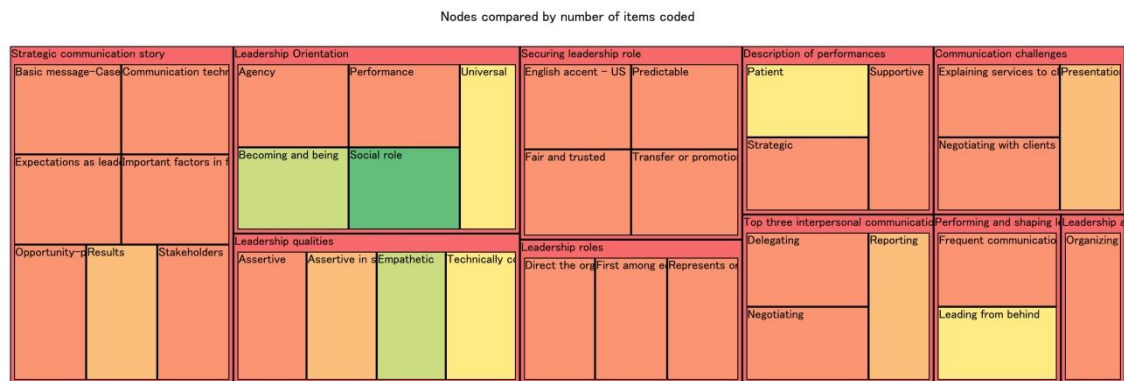 Nodes compared by number of items coded
Strategic communication story
Basic message-Case
Communication techn
Expectations as lead
Important factors in f
Opportunity-p
Results
Stakeholders
Leadership Orientation
Agency
Performance
Universal
Becoming and being
Social role
Leadership qualities
Assertive
Assertive in s
Empathetic
Technically co
Securing leadership role
English accent - US
Predictable
Fair and trusted
Transfer or promotio
Leadership roles
Direct the org
First among e
Represents or
Description of performances
Patient
Supportive
Strategic
Top three interpersonal communicatio
Delegating
Reporting
Negotiating
Communication challenges
Explaining services to cl
Presentatio
Negotiating with clients
Performing and shaping le
Frequent communicatio
Leading from behind
Leadership a
Organizing